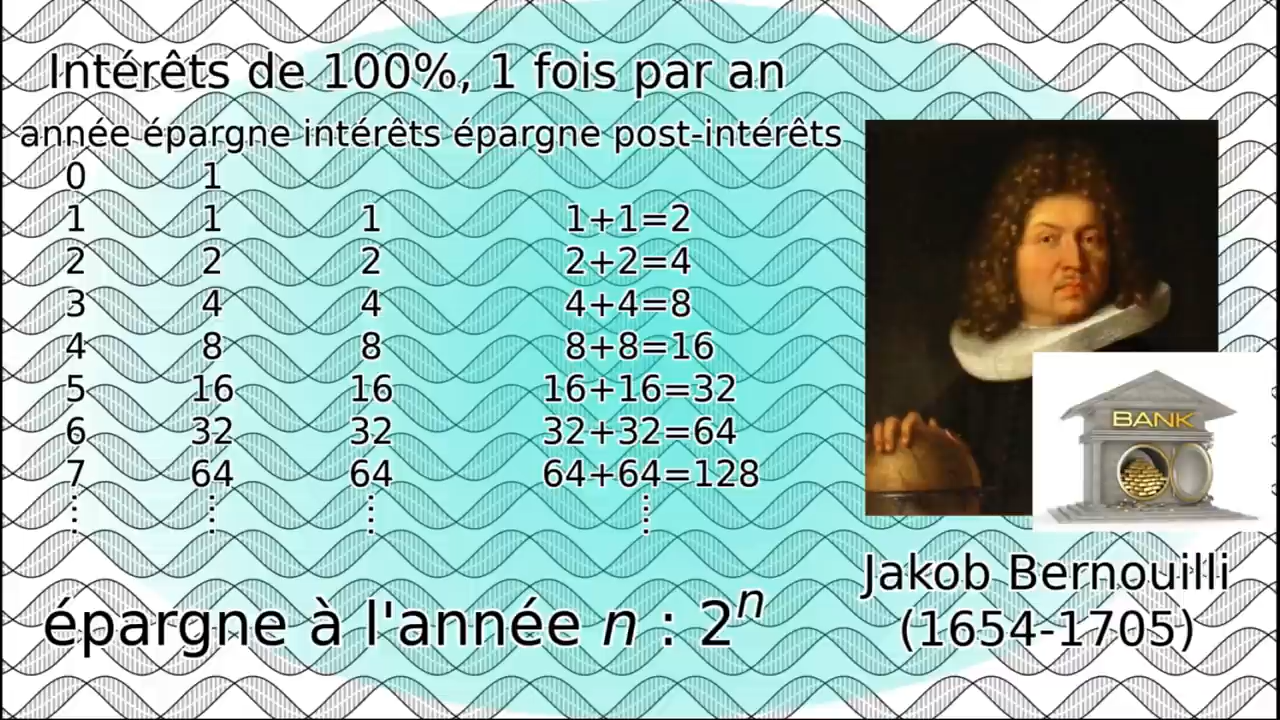 Intérêts de 100%, 1 fois par an
année épargne intérêts épargne post-intérêts
0 1
1 1 1 1+1=2
2 2 2 2+2=4
3 4 4 4+4=8
4 8 8 8+8=16
5 16 16 16+16=32
6 32 32 32+32=64
7 64 64 64+64=128
⋮ ⋮ ⋮ ⋮
épargne à l'année n : 2ⁿ
BANK
Jakob Bernouilli
(1654-1705)